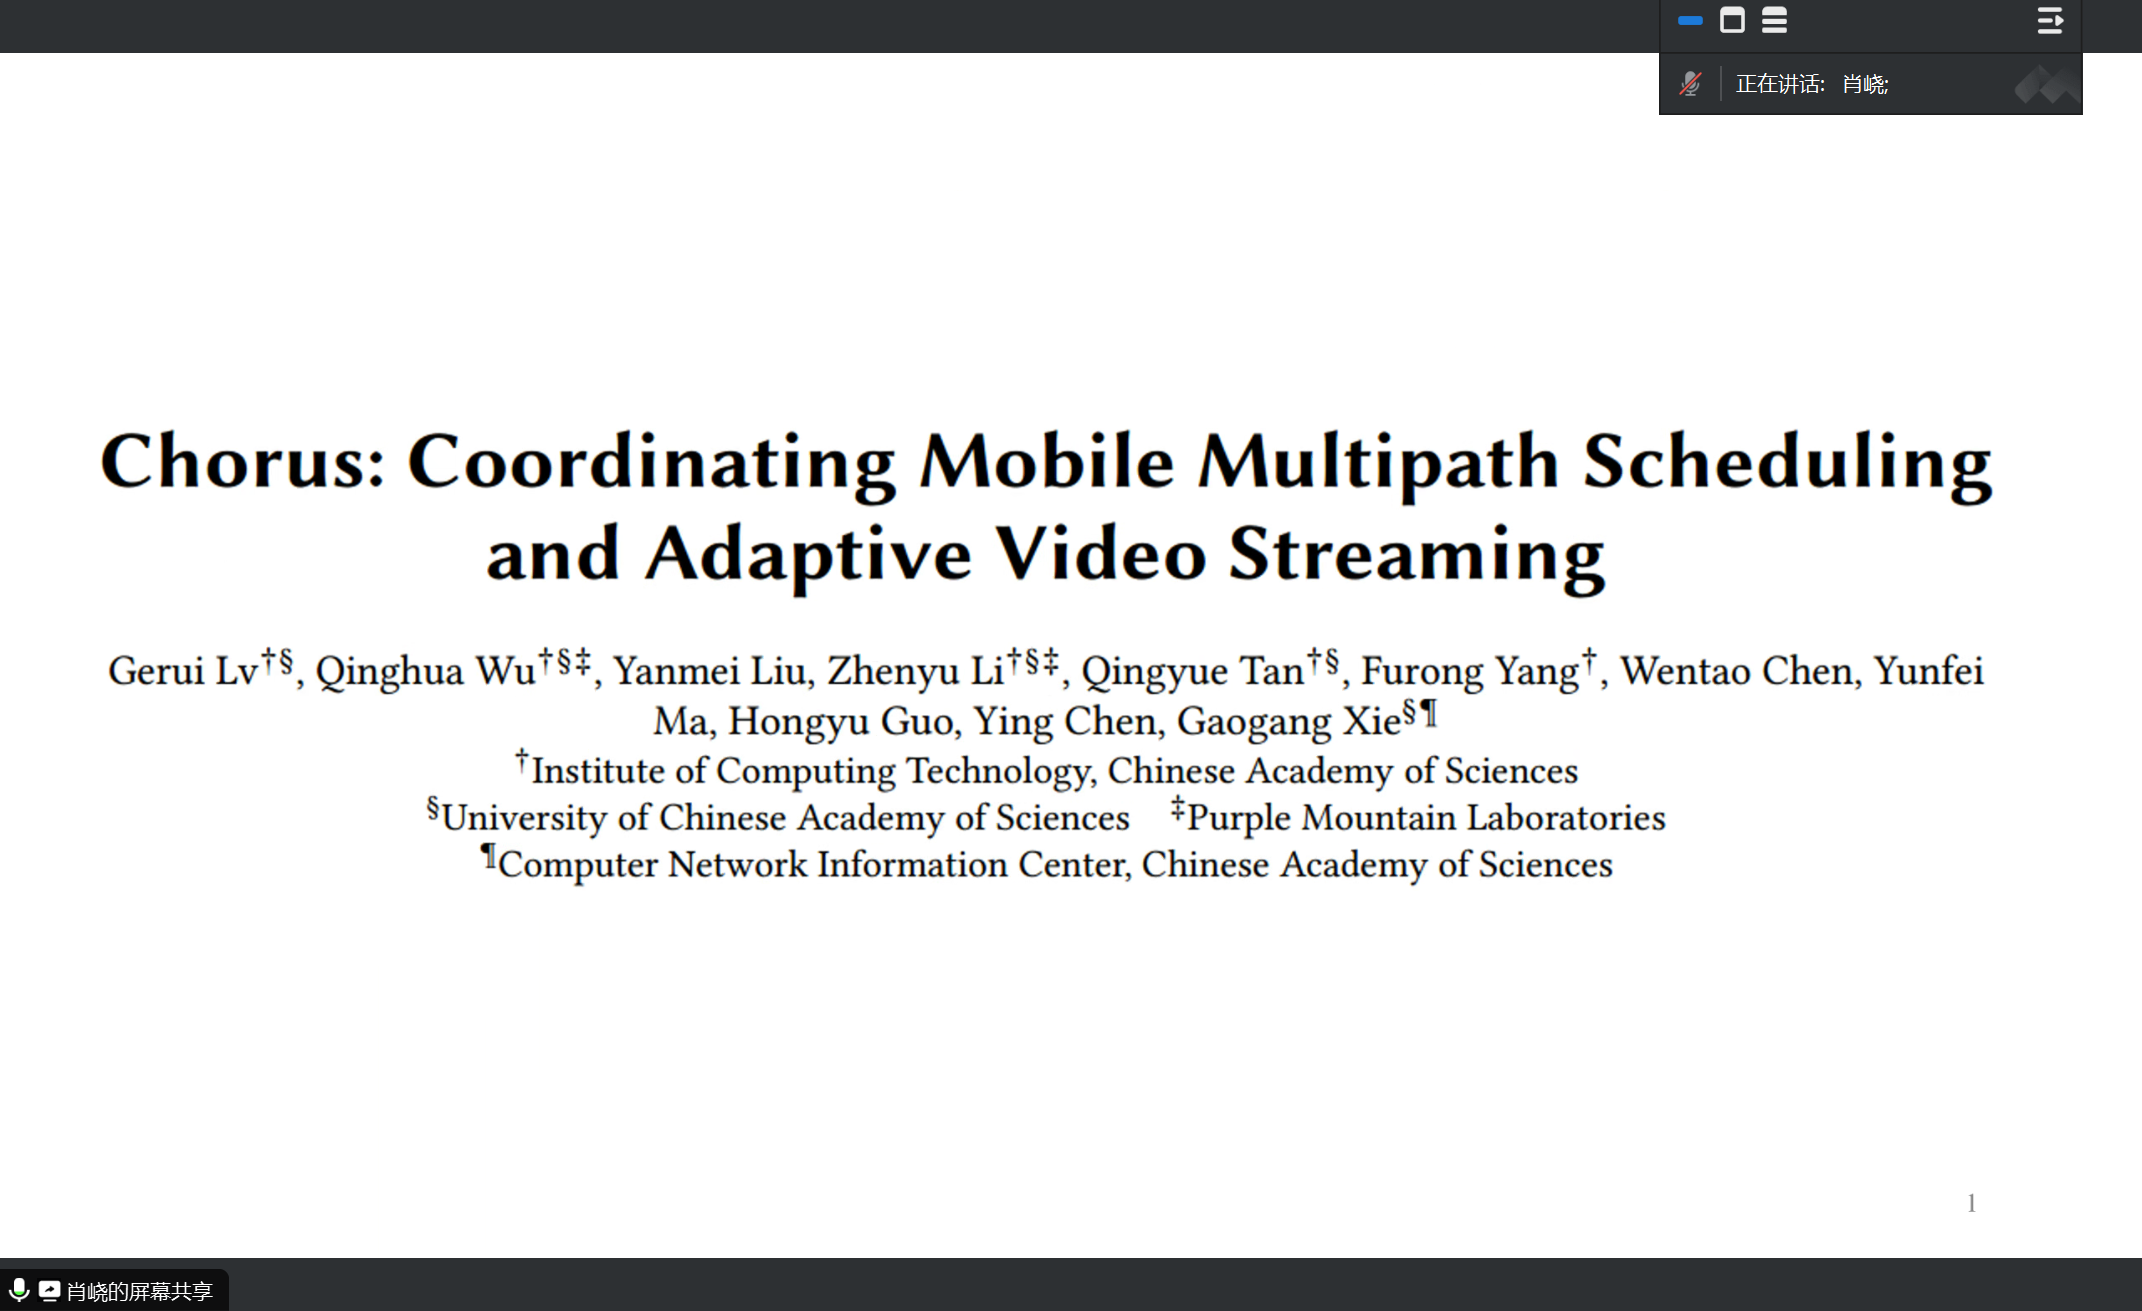 正在讲话: 肖峣;
Chorus: Coordinating Mobile Multipath Scheduling
and Adaptive Video Streaming
Gerui Lv†§, Qinghua Wu†§‡, Yanmei Liu, Zhenyu Li†§‡, Qingyue Tan†§, Furong Yang†, Wentao Chen, Yunfei
Ma, Hongyu Guo, Ying Chen, Gaogang Xie§¶
†Institute of Computing Technology, Chinese Academy of Sciences
§University of Chinese Academy of Sciences ‡Purple Mountain Laboratories
¶Computer Network Information Center, Chinese Academy of Sciences
1
肖峣的屏幕共享